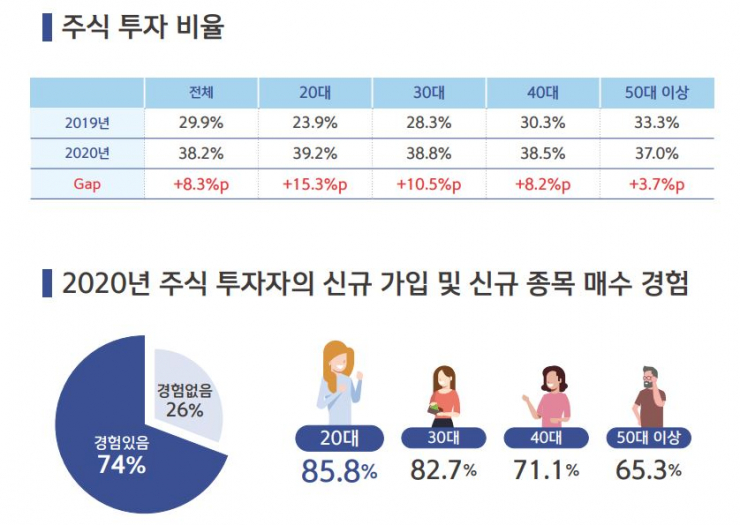 주식 투자 비율
전체 20대 30대 40대 50대 이상
2019년 29.9% 23.9% 28.3% 30.3% 33.3%
2020년 38.2% 39.2% 38.8% 38.5% 37.0%
Gap +8.3%p +15.3%p +10.5%p +8.2%p +3.7%p
2020년 주식 투자자의 신규 가입 및 신규 종목 매수 경험
경험없음
26%
경험있음
74%
20대 30대 40대 50대 이상
85.8% 82.7% 71.1% 65.3%